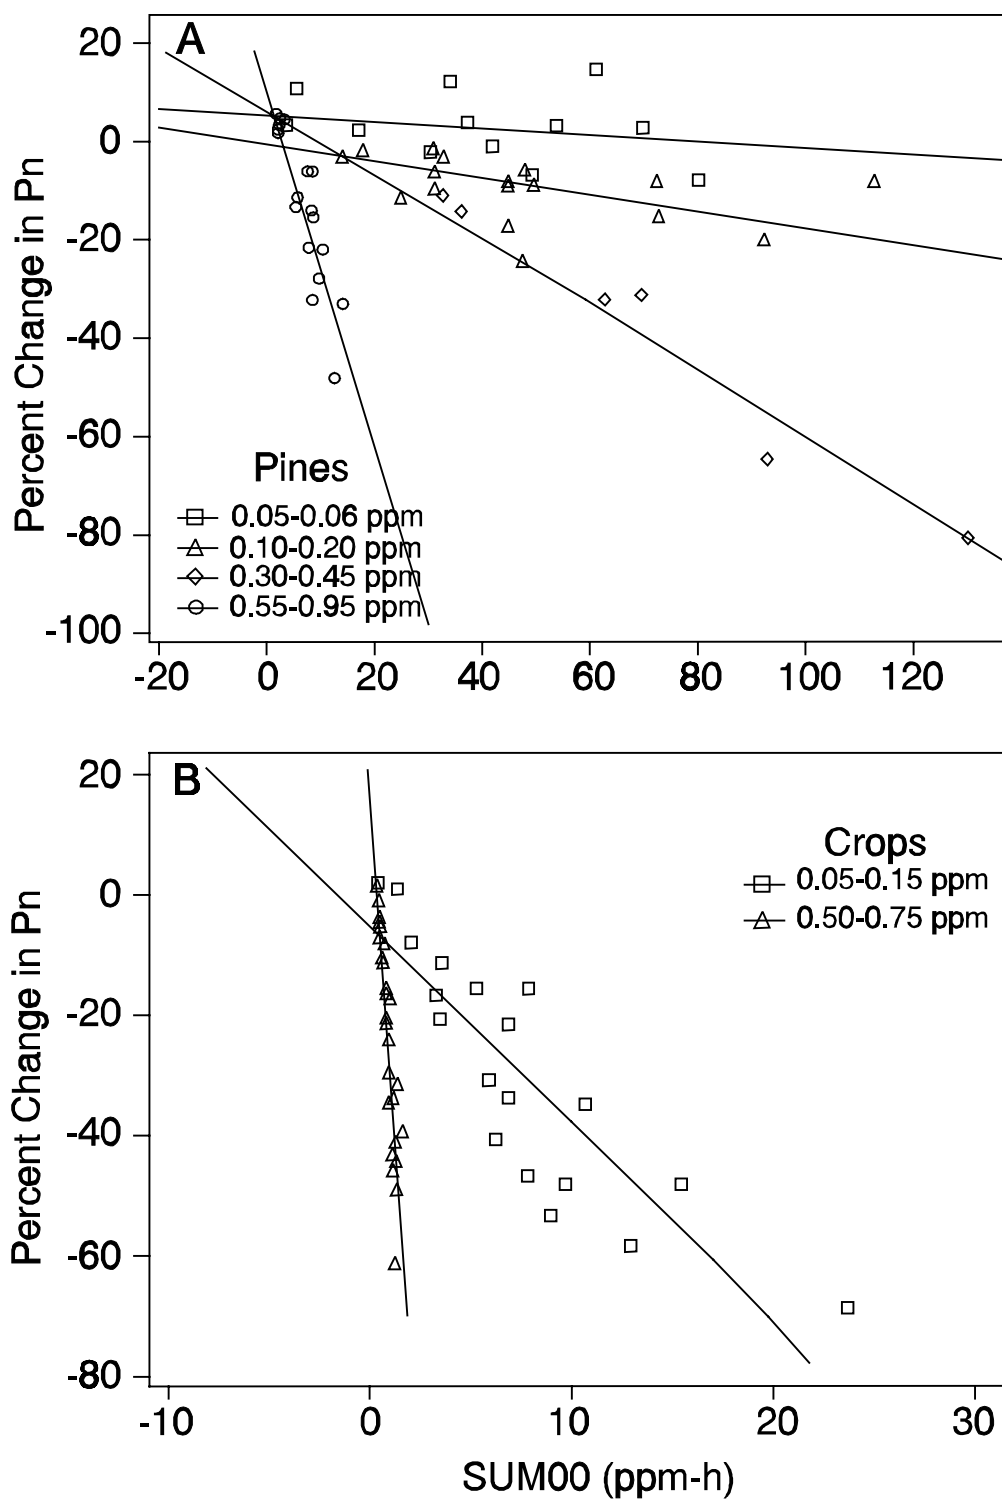 A
20
0
-20
-40
-60
-80
-100
Percent Change in Pn
Pines
0.05-0.06 ppm
0.10-0.20 ppm
0.30-0.45 ppm
0.55-0.95 ppm
-20 0 20 40 60 80 100 120
B
20
0
-20
-40
-60
-80
Percent Change in Pn
Crops
0.05-0.15 ppm
0.50-0.75 ppm
-10 0 10 20 30
SUM00 (ppm-h)